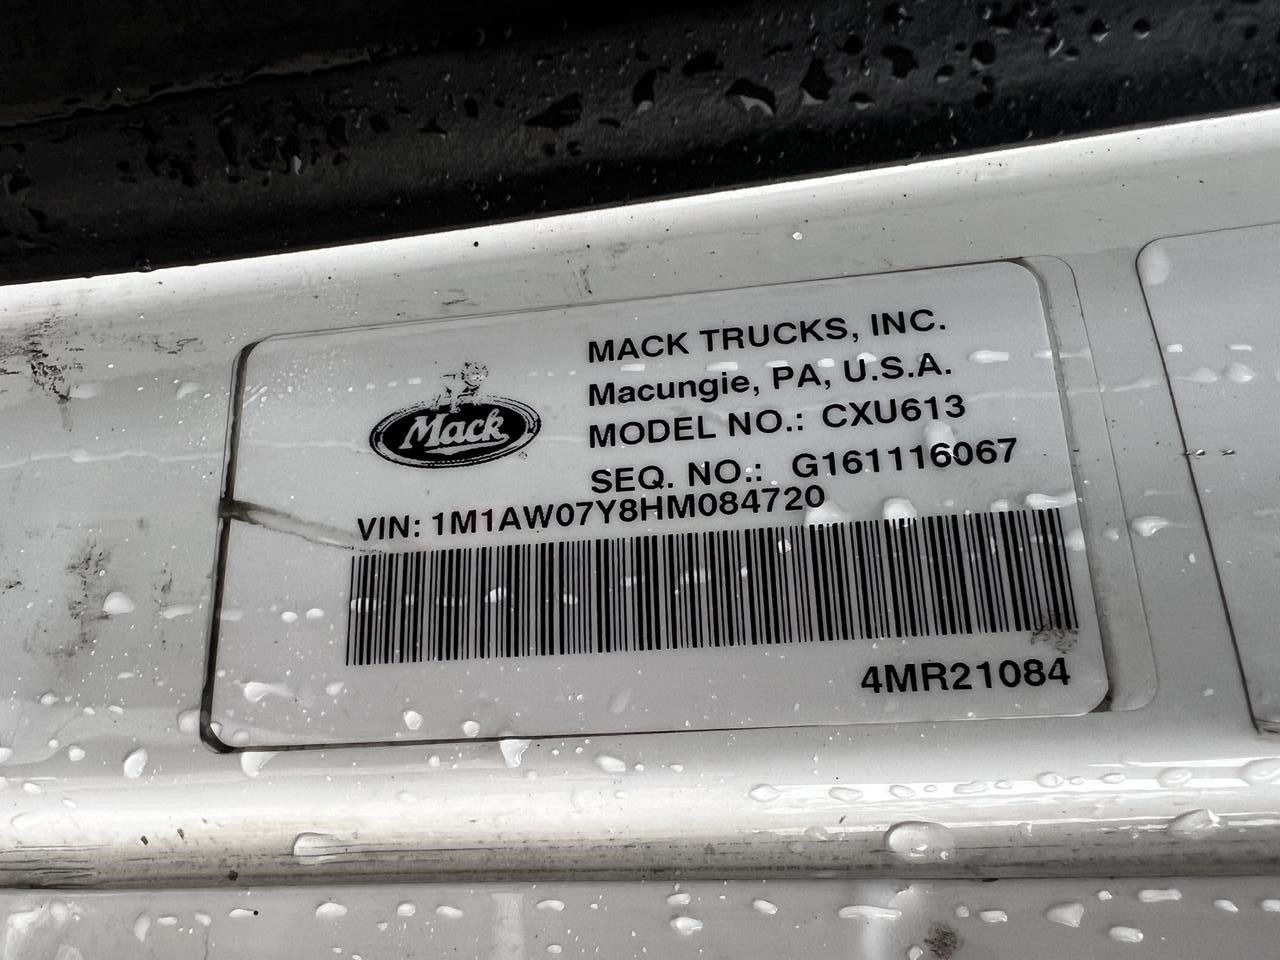 Mack
MACK TRUCKS, INC.
Macungie, PA, U.S.A.
MODEL NO.: CXU613
SEQ. NO.: G161116067
VIN: 1M1AW07Y8HM084720
4MR21084